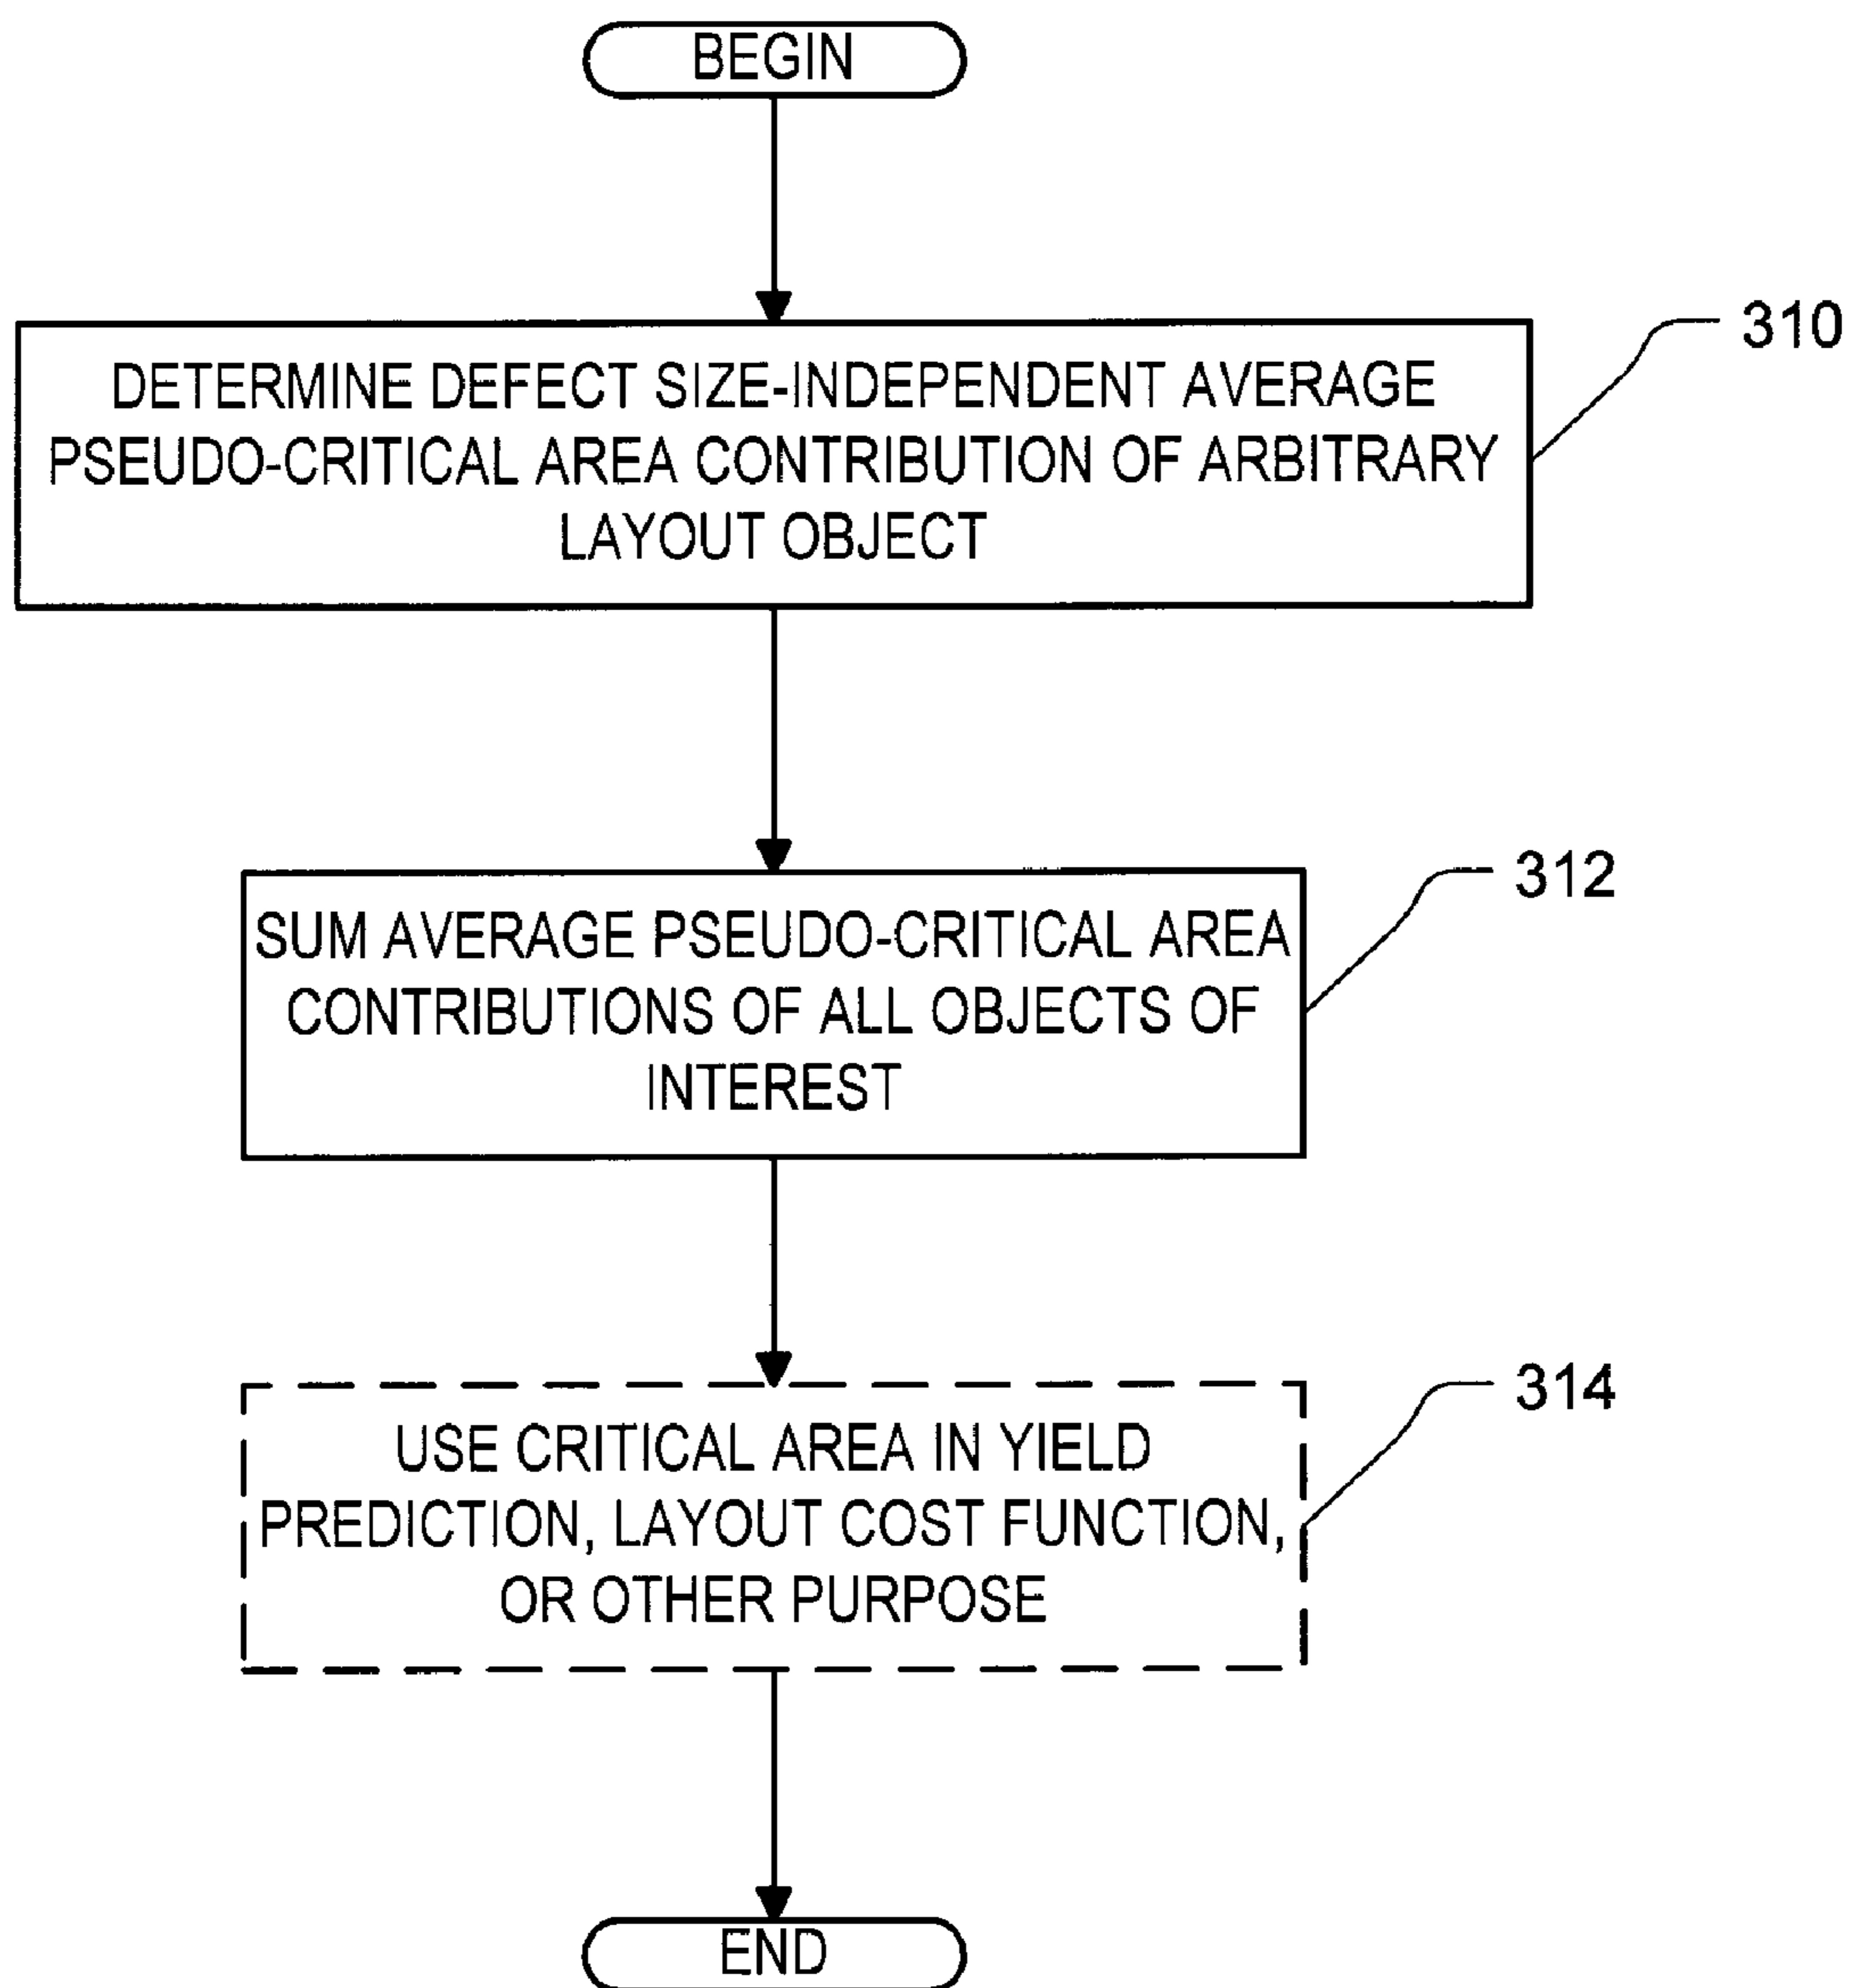 BEGIN
DETERMINE DEFECT SIZE-INDEPENDENT AVERAGE
PSEUDO-CRITICAL AREA CONTRIBUTION OF ARBITRARY
LAYOUT OBJECT
310
SUM AVERAGE PSEUDO-CRITICAL AREA
CONTRIBUTIONS OF ALL OBJECTS OF
INTEREST
312
USE CRITICAL AREA IN YIELD
PREDICTION, LAYOUT COST FUNCTION,
OR OTHER PURPOSE
314
END